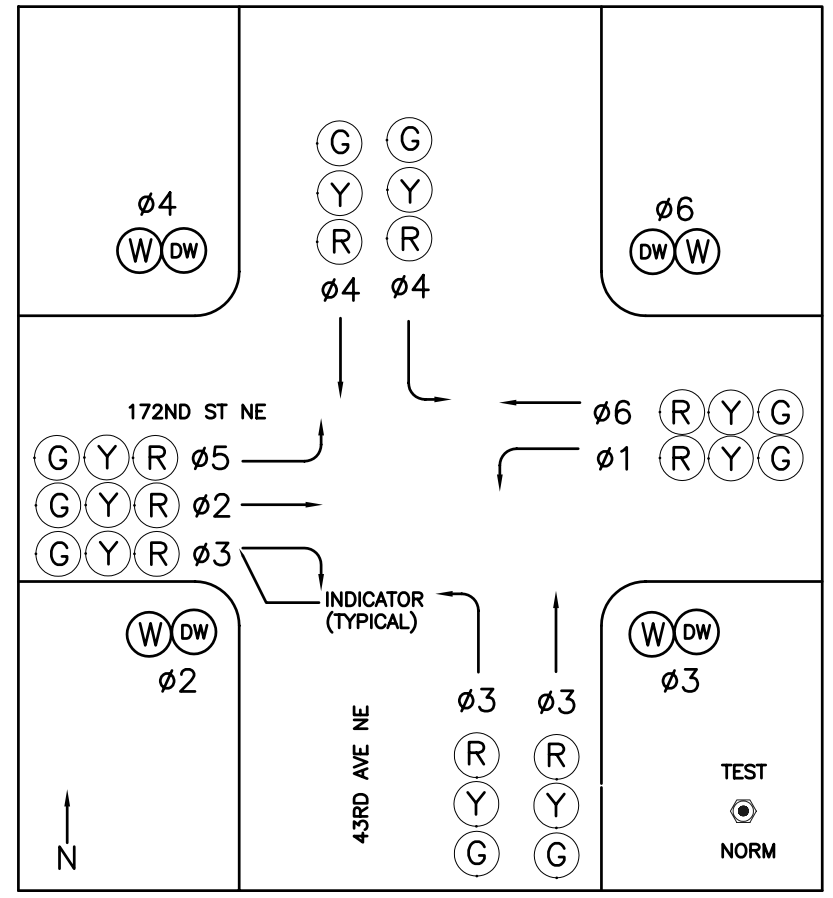 G G
Y Y
R R
ø4 ø4
ø4
W DW
ø6
DW W
172ND ST NE
G Y R ø5
G Y R ø2
G Y R ø3
ø6 R Y G
ø1 R Y G
INDICATOR
(TYPICAL)
W DW
ø2
W DW
ø3
43RD AVE NE
ø3 ø3
R R
Y Y
G G
TEST
NORM
N